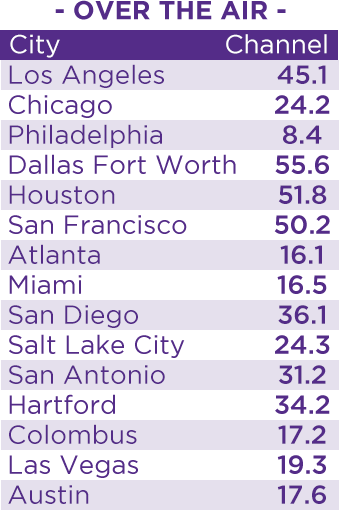 - OVER THE AIR -
City Channel
Los Angeles 45.1
Chicago 24.2
Philadelphia 8.4
Dallas Fort Worth 55.6
Houston 51.8
San Francisco 50.2
Atlanta 16.1
Miami 16.5
San Diego 36.1
Salt Lake City 24.3
San Antonio 31.2
Hartford 34.2
Colombus 17.2
Las Vegas 19.3
Austin 17.6